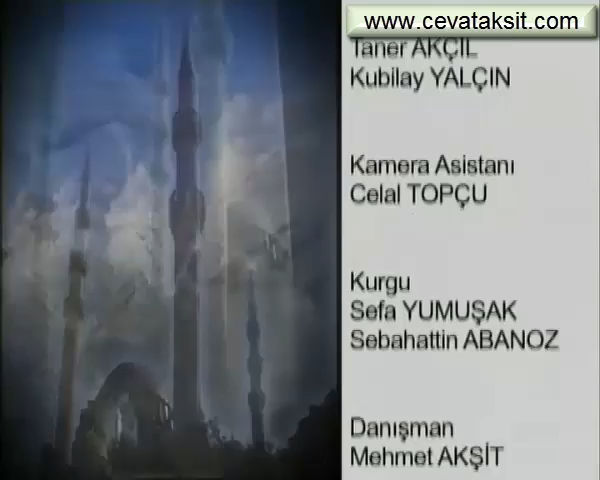 www.cevataksit.com
Taner AKÇIL
Kubilay YALÇIN
Kamera Asistanı
Celal TOPÇU
Kurgu
Sefa YUMUŞAK
Sebahattin ABANOZ
Danışman
Mehmet AKŞİT